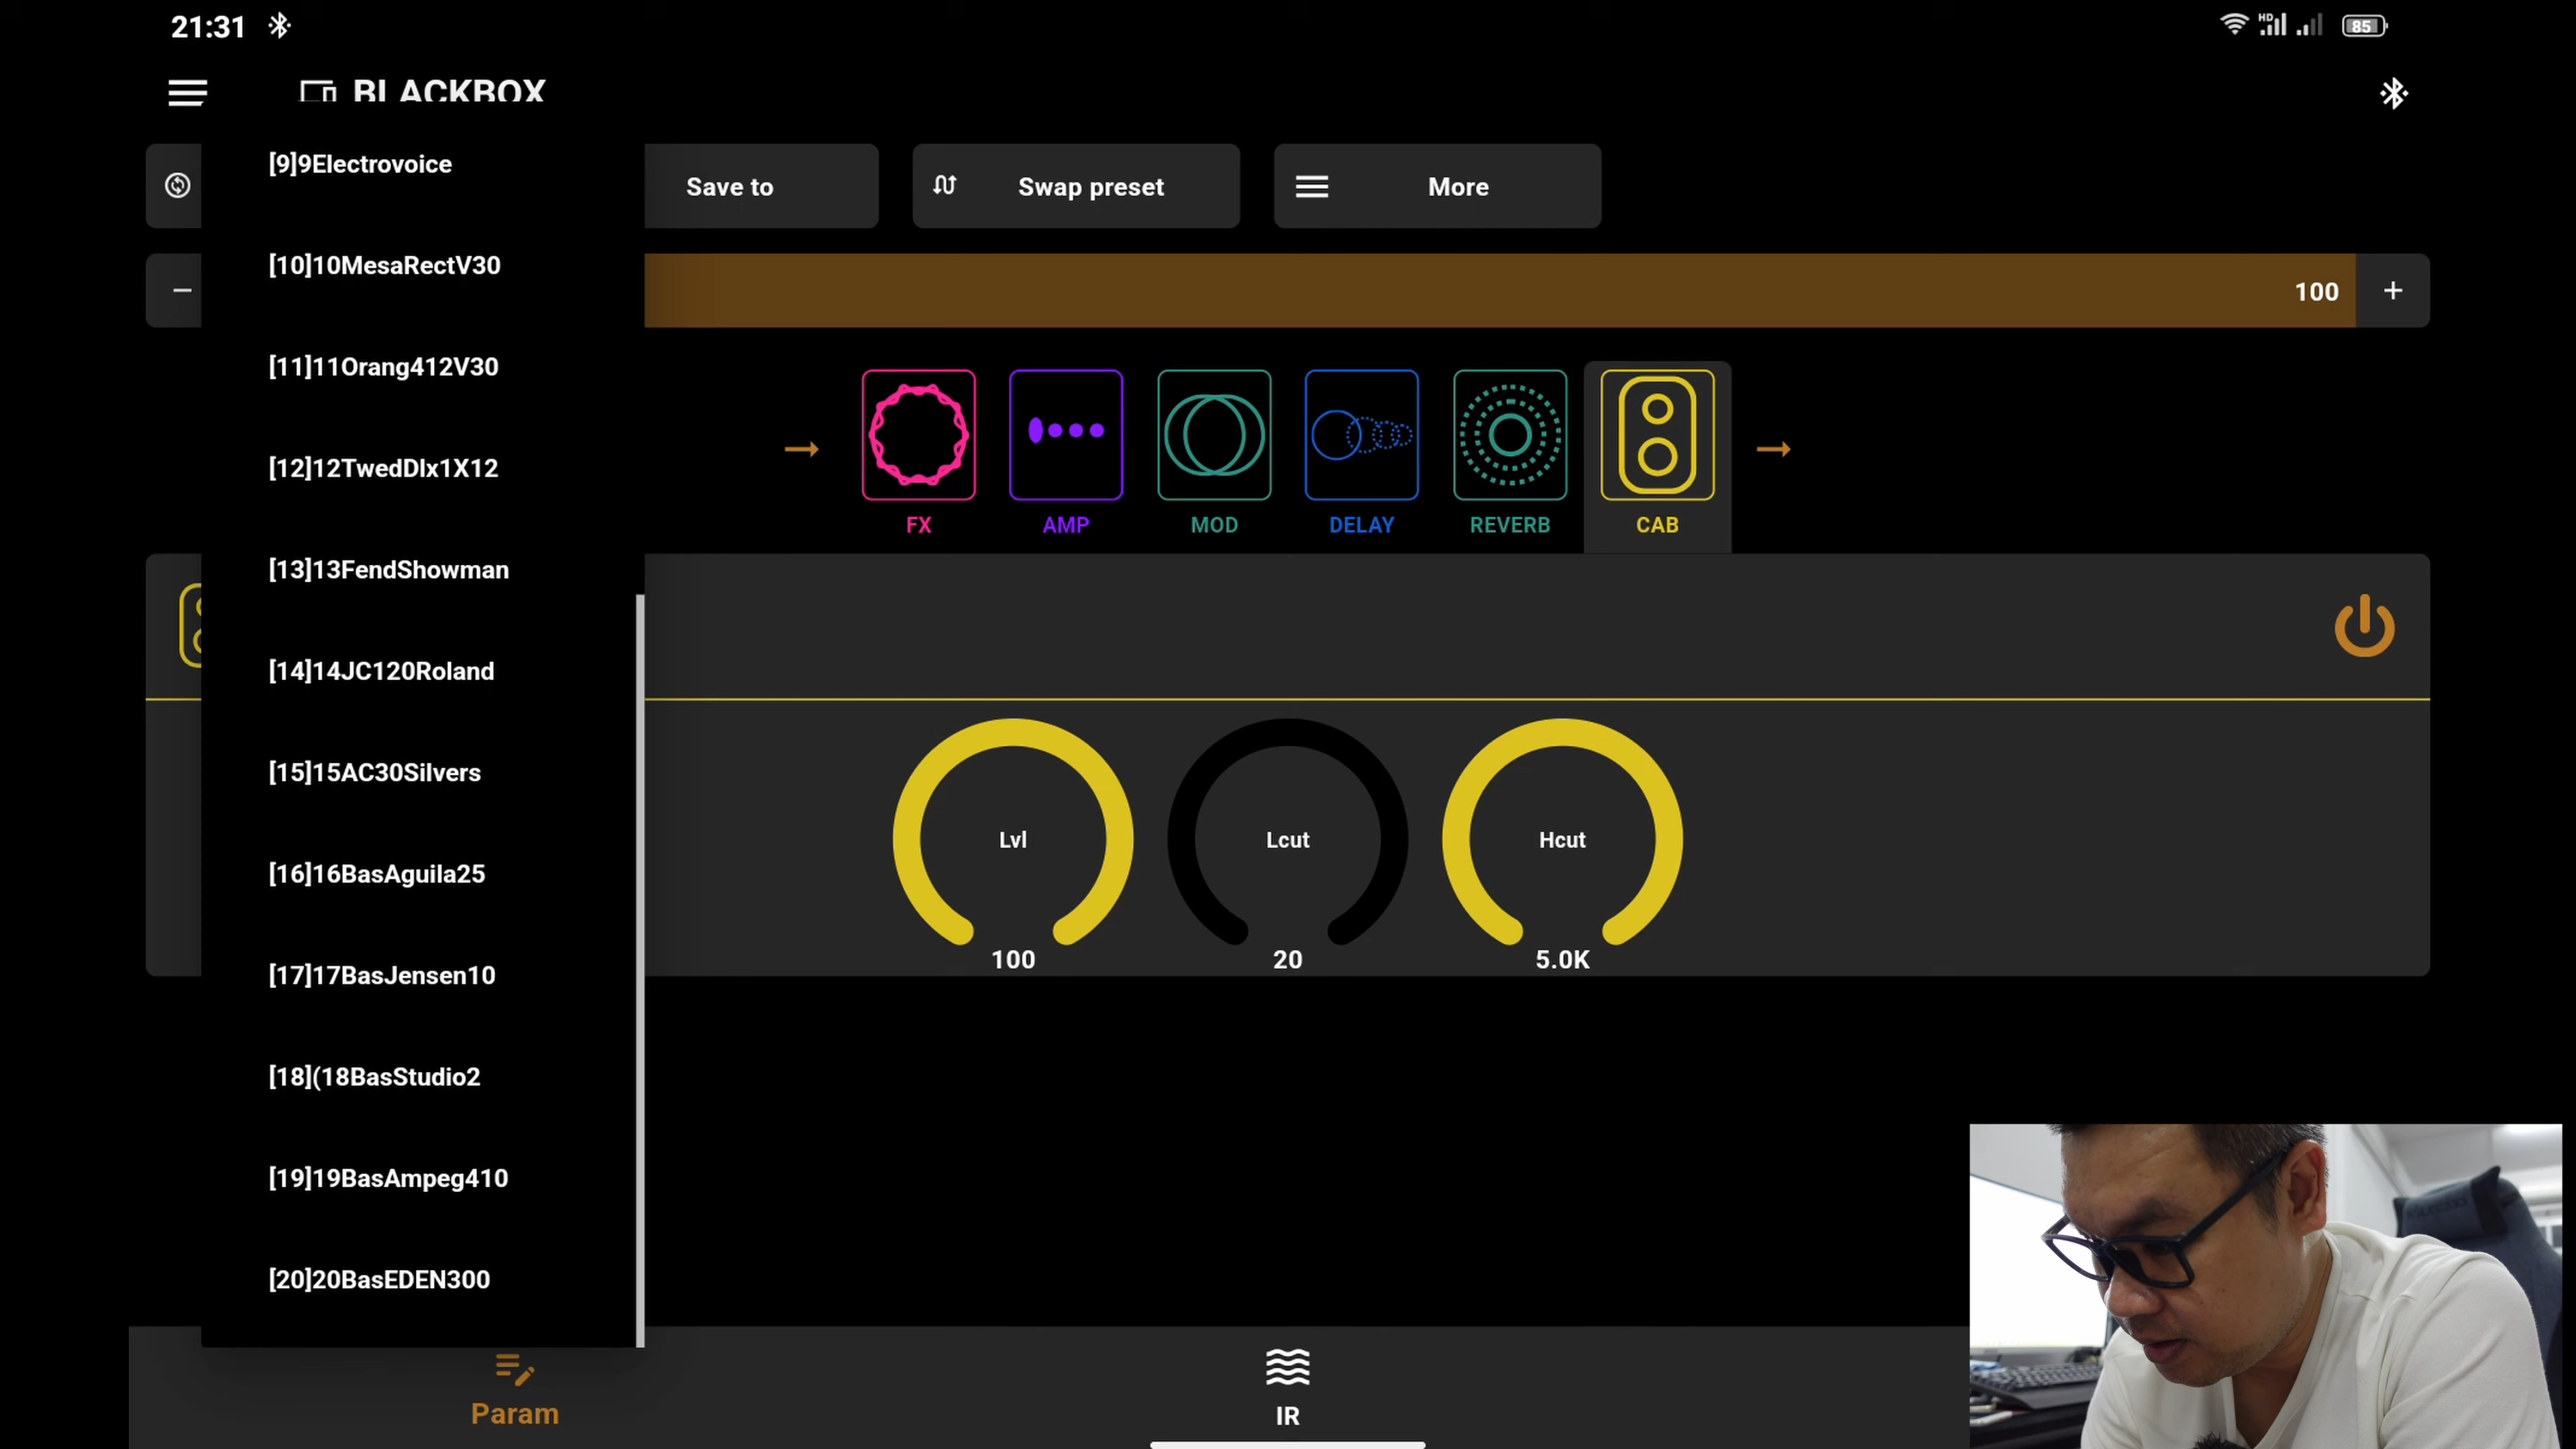 21:31
HD
85
BLACKBOX
[9]9Electrovoice
Save to
Swap preset
More
[10]10MesaRectV30
100
[11]11Orang412V30
[12]12TwedDlx1X12
FX
AMP
MOD
DELAY
REVERB
CAB
[13]13FendShowman
[14]14JC120Roland
[15]15AC30Silvers
Lvl
Lcut
Hcut
[16]16BasAguila25
100
20
5.0K
[17]17BasJensen10
[18](18BasStudio2
[19]19BasAmpeg410
[20]20BasEDEN300
Param
IR